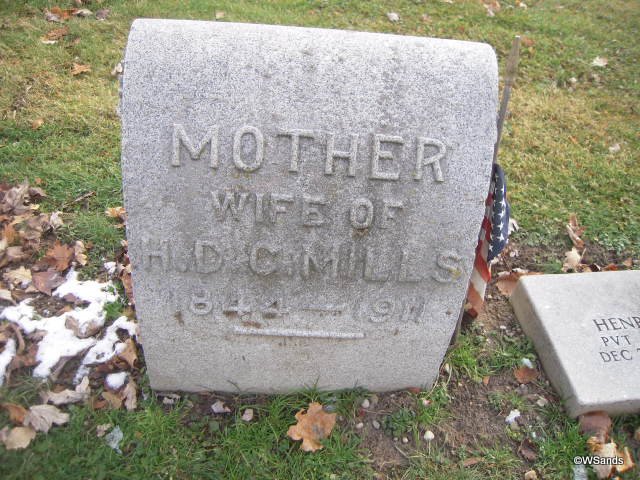 MOTHER
WIFE OF
H.D.C.MILLS
1844—1911
HENR
PVT
DEC
©WSands